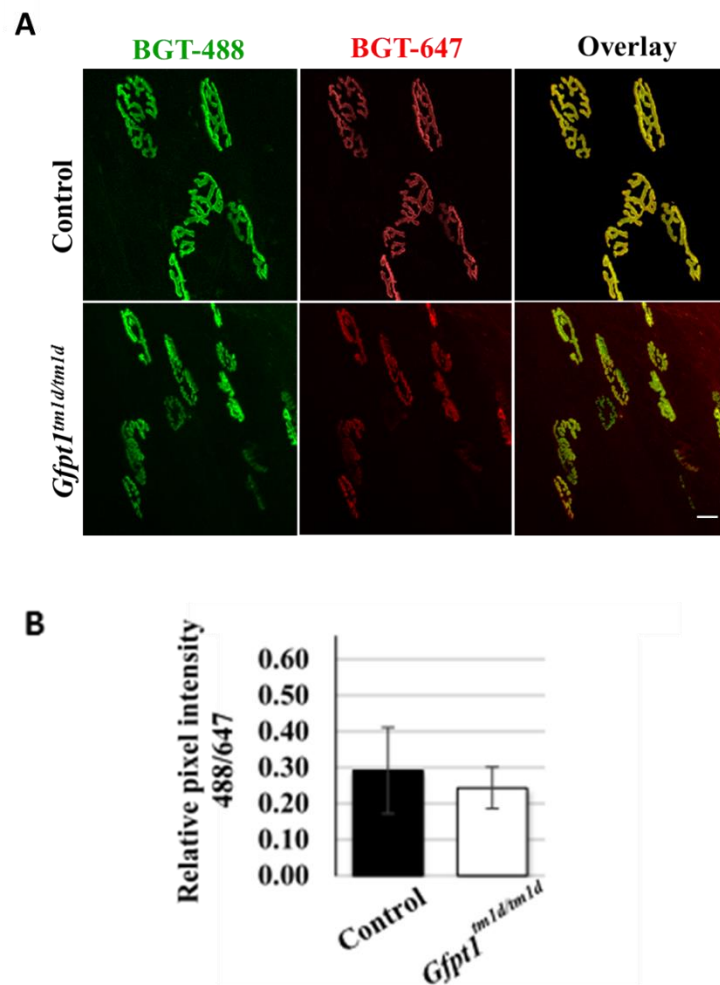 A
BGT-488 BGT-647 Overlay
Control
Gfpt1tm1d/tm1d
B
Relative pixel intensity
488/647
0.60
0.50
0.40
0.30
0.20
0.10
0.00
Control
Gfpt1tm1d/tm1d